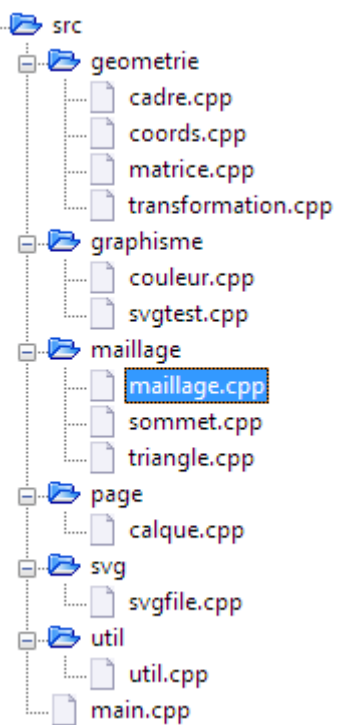 src
geometrie
cadre.cpp
coords.cpp
matrice.cpp
transformation.cpp
graphisme
couleur.cpp
svgtest.cpp
maillage
maillage.cpp
sommet.cpp
triangle.cpp
page
calque.cpp
svg
svgfile.cpp
util
util.cpp
main.cpp